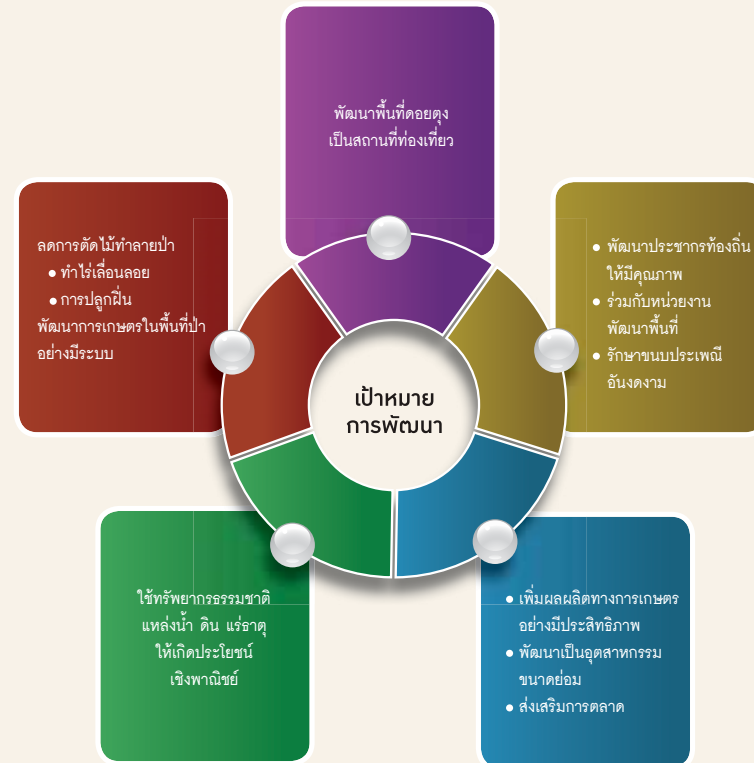 พัฒนาพื้นที่ดอยตุง
เป็นสถานที่ท่องเที่ยว
ลดการตัดไม้ทำลายป่า
● ทำไร่เลื่อนลอย
● การปลูกฝิ่น
พัฒนาการเกษตรในพื้นที่ป่า
อย่างมีระบบ
● พัฒนาประชากรท้องถิ่น
ให้มีคุณภาพ
● ร่วมกับหน่วยงาน
พัฒนาพื้นที่
● รักษาขนบประเพณี
อันงดงาม
เป้าหมาย
การพัฒนา
ใช้ทรัพยากรธรรมชาติ
แหล่งน้ำ ดิน แร่ธาตุ
ให้เกิดประโยชน์
เชิงพาณิชย์
● เพิ่มผลผลิตทางการเกษตร
อย่างมีประสิทธิภาพ
● พัฒนาเป็นอุตสาหกรรม
ขนาดย่อม
● ส่งเสริมการตลาด